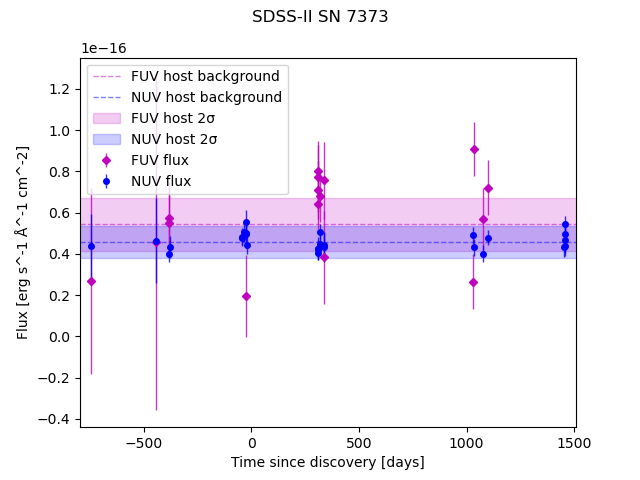 SDSS-II SN 7373
1e−16
FUV host background
NUV host background
FUV host 2σ
NUV host 2σ
FUV flux
NUV flux
1.2
1.0
0.8
0.6
0.4
0.2
0.0
−0.2
−0.4
Flux [erg s^-1 Å^-1 cm^-2]
−500
0
500
1000
1500
Time since discovery [days]